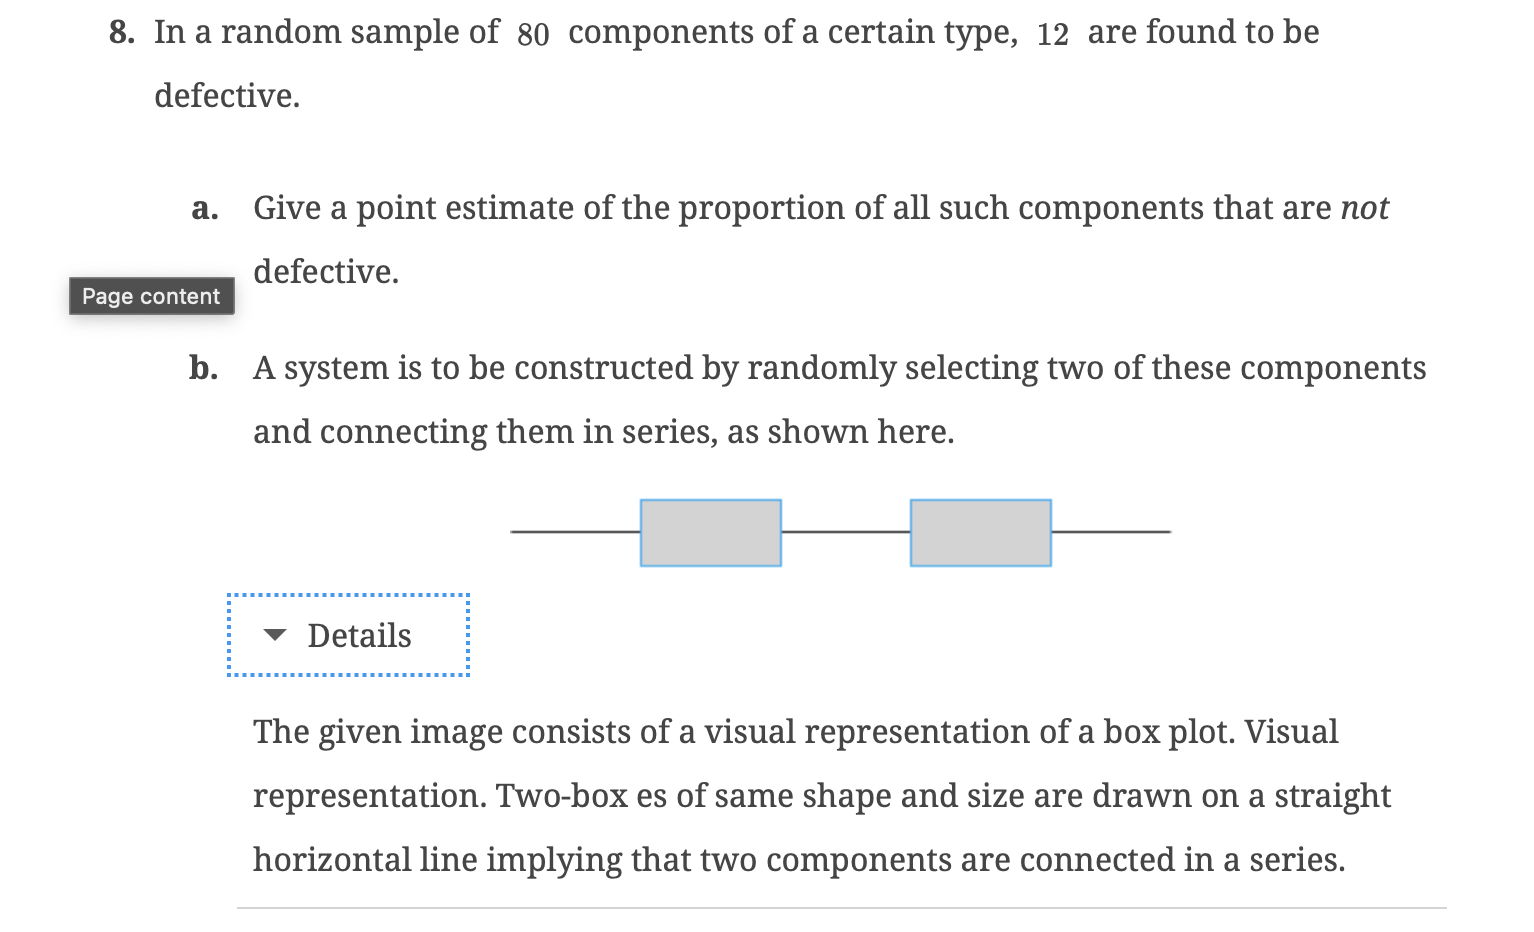 8. In a random sample of 80 components of a certain type, 12 are found to be
defective.
a. Give a point estimate of the proportion of all such components that are not
defective.
Page content
b. A system is to be constructed by randomly selecting two of these components
and connecting them in series, as shown here.
Details
The given image consists of a visual representation of a box plot. Visual
representation. Two-box es of same shape and size are drawn on a straight
horizontal line implying that two components are connected in a series.